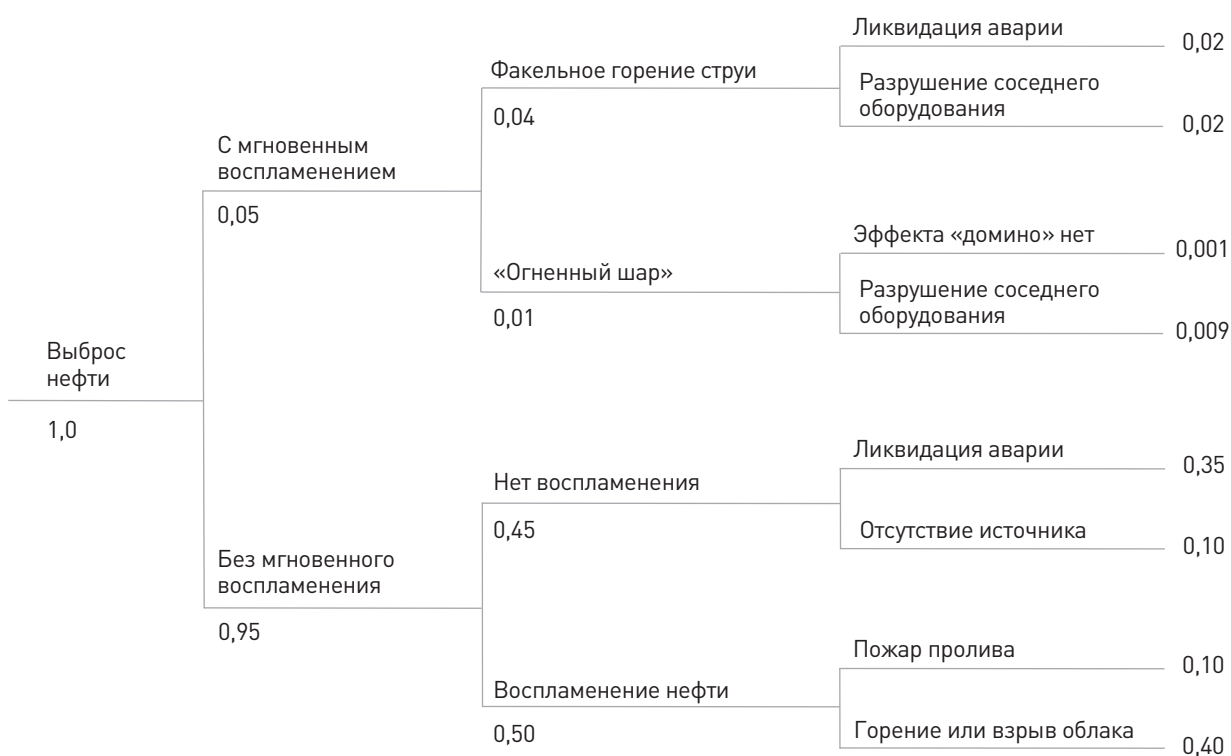 Ликвидация аварии
0,02
Факельное горение струи
0,04
Разрушение соседнего
оборудования
0,02
С мгновенным
воспламенением
0,05
Эффекта «домино» нет
0,001
«Огненный шар»
0,01
Разрушение соседнего
оборудования
0,009
Выброс
нефти
1,0
Ликвидация аварии
0,35
Нет воспламенения
0,45
Отсутствие источника
0,10
Без мгновенного
воспламенения
0,95
Пожар пролива
0,10
Воспламенение нефти
0,50
Горение или взрыв облака
0,40